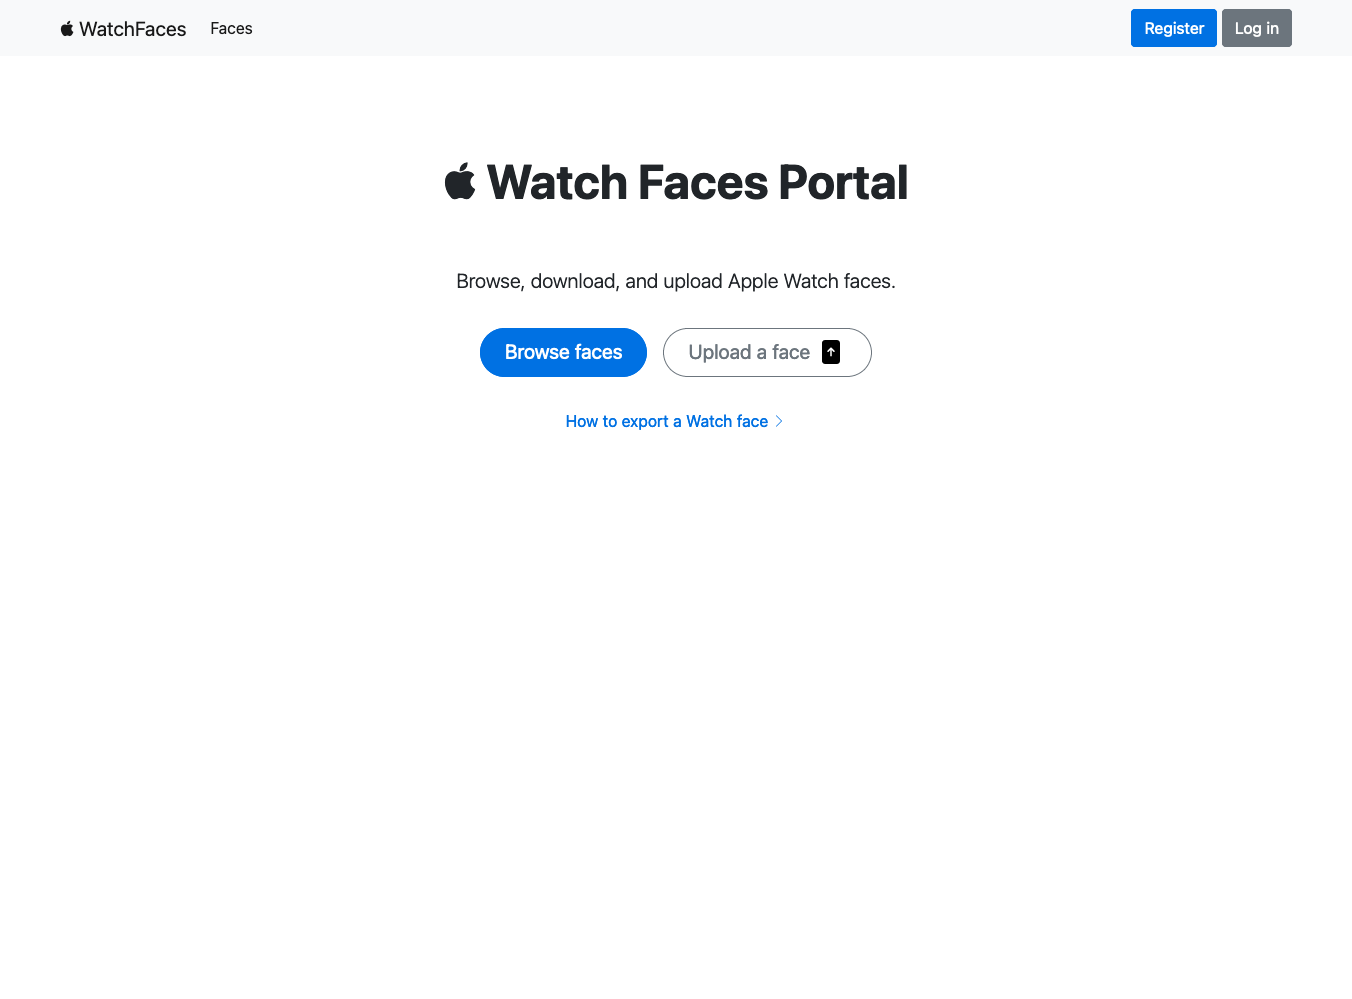 WatchFaces
Faces
Register
Log in
Watch Faces Portal
Browse, download, and upload Apple Watch faces.
Browse faces
Upload a face
How to export a Watch face